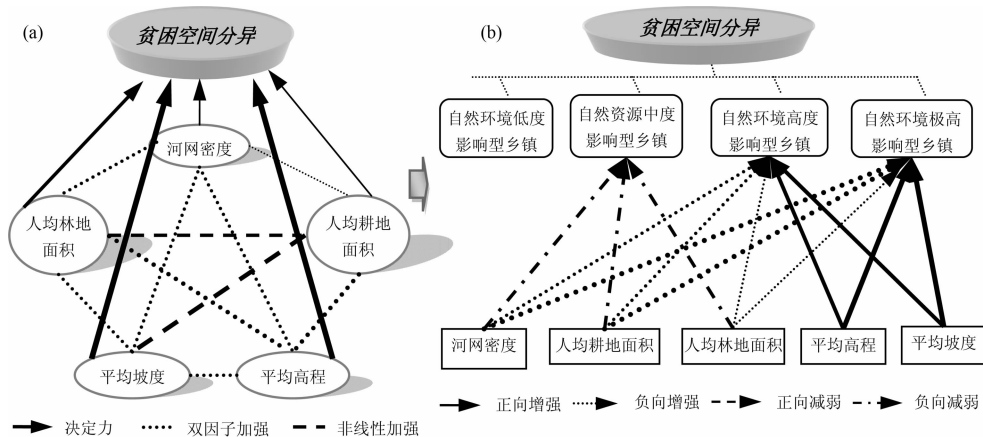 (a)
贫困空间分异
河网密度
人均林地
面积
人均耕地
面积
平均坡度
平均高程
决定力
双因子加强
非线性加强
(b)
贫困空间分异
自然环境低度
影响型乡镇
自然资源中度
影响型乡镇
自然环境高度
影响型乡镇
自然环境极高
影响型乡镇
河网密度
人均耕地面积
人均林地面积
平均高程
平均坡度
正向增强
负向增强
正向减弱
负向减弱